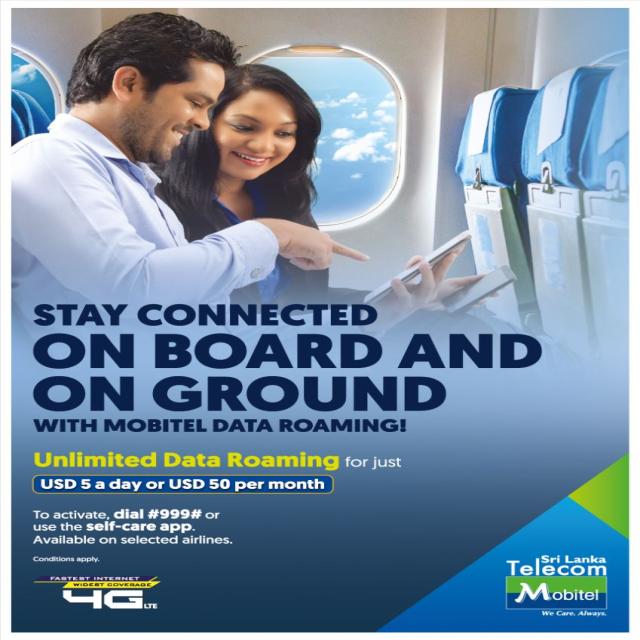 STAY CONNECTED
ON BOARD AND
ON GROUND
WITH MOBITEL DATA ROAMING!
Unlimited Data Roaming for just
USD 5 a day or USD 50 per month
To activate, dial #999# or
use the self-care app.
Available on selected airlines.
Conditions apply.
FASTEST INTERNET
WIDEST COVERAGE
4G LTE
Sri Lanka
Telecom
Mobitel
We Care. Always.